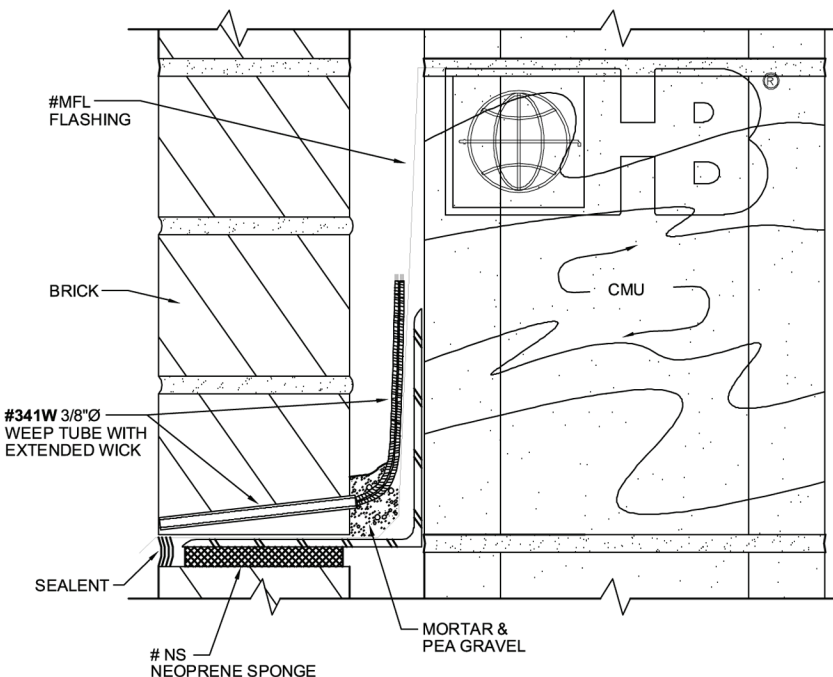 HB®
#MFL
FLASHING
BRICK
CMU
#341W 3/8"Ø
WEEP TUBE WITH
EXTENDED WICK
SEALENT
MORTAR &
PEA GRAVEL
# NS
NEOPRENE SPONGE